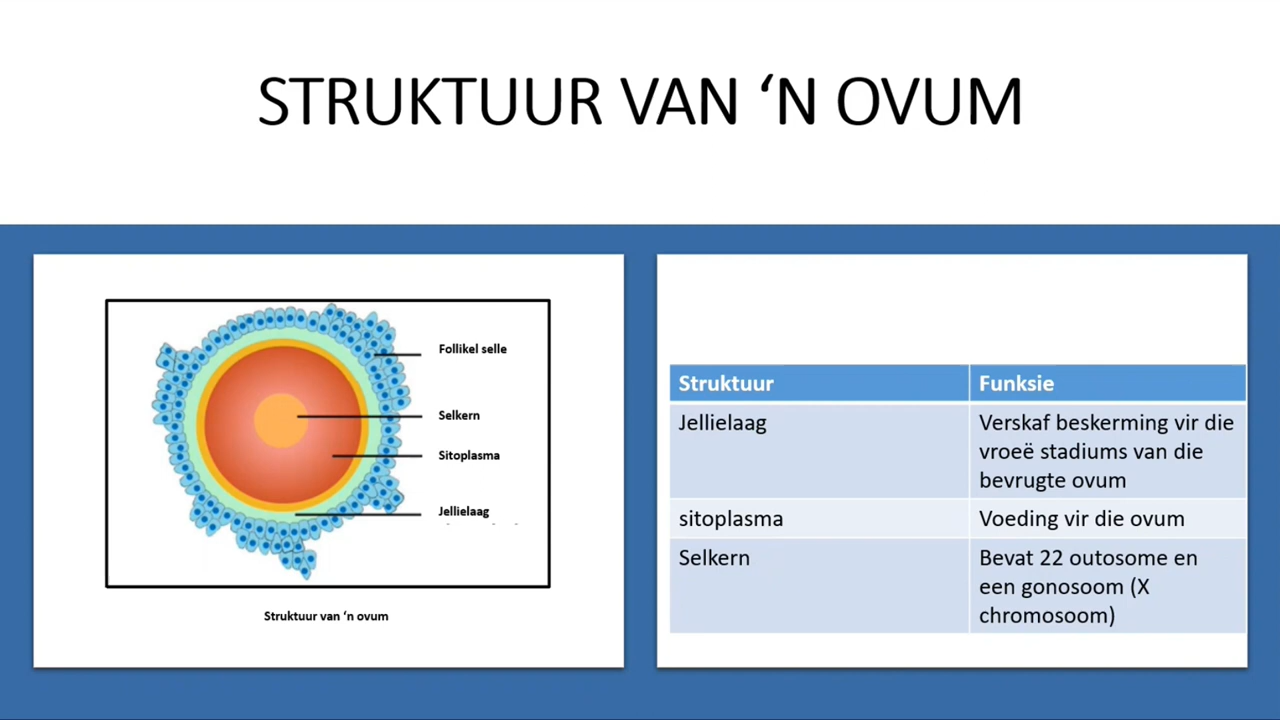 STRUKTUUR VAN ‘N OVUM
Follikel selle
Selkern
Sitoplasma
Jellielaag
Struktuur van ‘n ovum
Struktuur Funksie
Jellielaag Verskaf beskerming vir die
vroeë stadiums van die
bevrugte ovum
sitoplasma Voeding vir die ovum
Selkern Bevat 22 outosome en
een gonosoom (X
chromosoom)